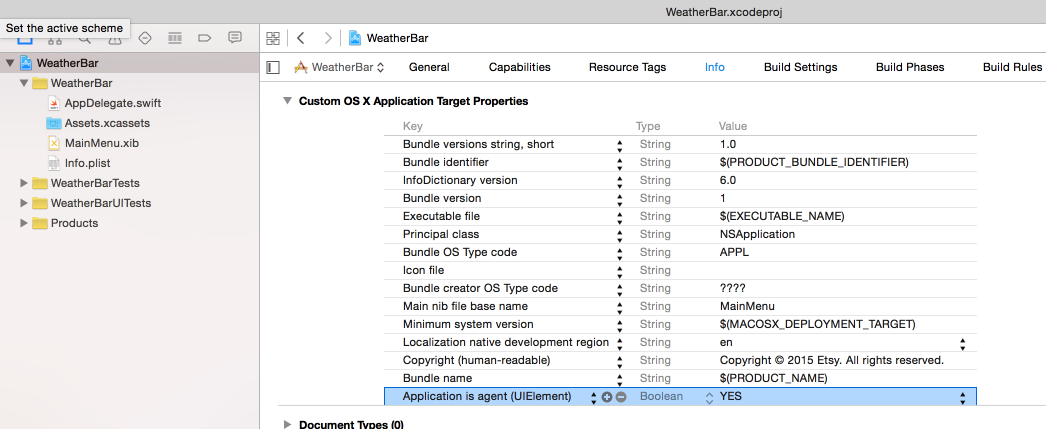 WeatherBar.xcodeproj
Set the active scheme
WeatherBar
WeatherBar
WeatherBar
AppDelegate.swift
Assets.xcassets
MainMenu.xib
Info.plist
WeatherBarTests
WeatherBarUITests
Products
WeatherBar General Capabilities Resource Tags Info Build Settings Build Phases Build Rules
Custom OS X Application Target Properties
Key Type Value
Bundle versions string, short String 1.0
Bundle identifier String $(PRODUCT_BUNDLE_IDENTIFIER)
InfoDictionary version String 6.0
Bundle version String 1
Executable file String $(EXECUTABLE_NAME)
Principal class String NSApplication
Bundle OS Type code String APPL
Icon file String
Bundle creator OS Type code String ????
Main nib file base name String MainMenu
Minimum system version String $(MACOSX_DEPLOYMENT_TARGET)
Localization native development region String en
Copyright (human-readable) String Copyright © 2015 Etsy. All rights reserved.
Bundle name String $(PRODUCT_NAME)
Application is agent (UIElement) Boolean YES
Document Types (0)